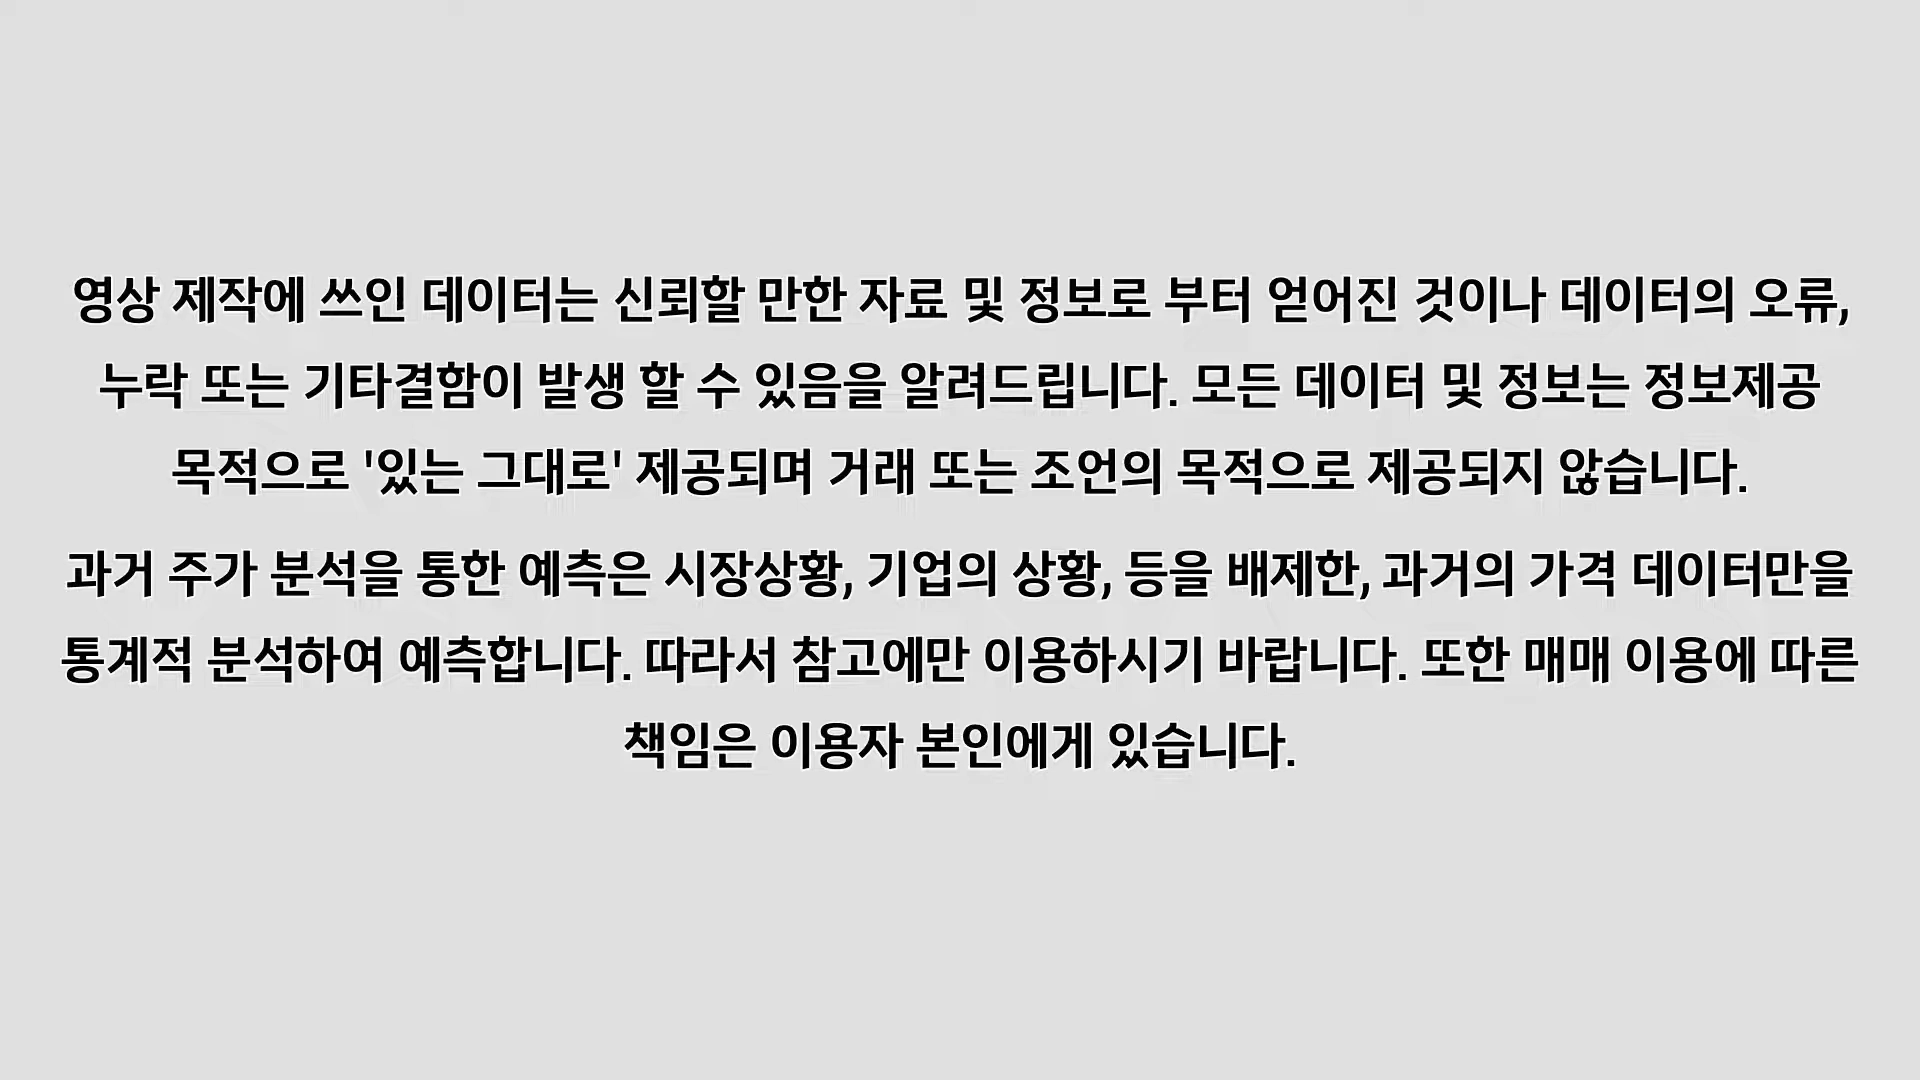 영상 제작에 쓰인 데이터는 신뢰할 만한 자료 및 정보로 부터 얻어진 것이나 데이터의 오류,
누락 또는 기타결함이 발생 할 수 있음을 알려드립니다. 모든 데이터 및 정보는 정보제공
목적으로 '있는 그대로' 제공되며 거래 또는 조언의 목적으로 제공되지 않습니다.
과거 주가 분석을 통한 예측은 시장상황, 기업의 상황, 등을 배제한, 과거의 가격 데이터만을
통계적 분석하여 예측합니다. 따라서 참고에만 이용하시기 바랍니다. 또한 매매 이용에 따른
책임은 이용자 본인에게 있습니다.